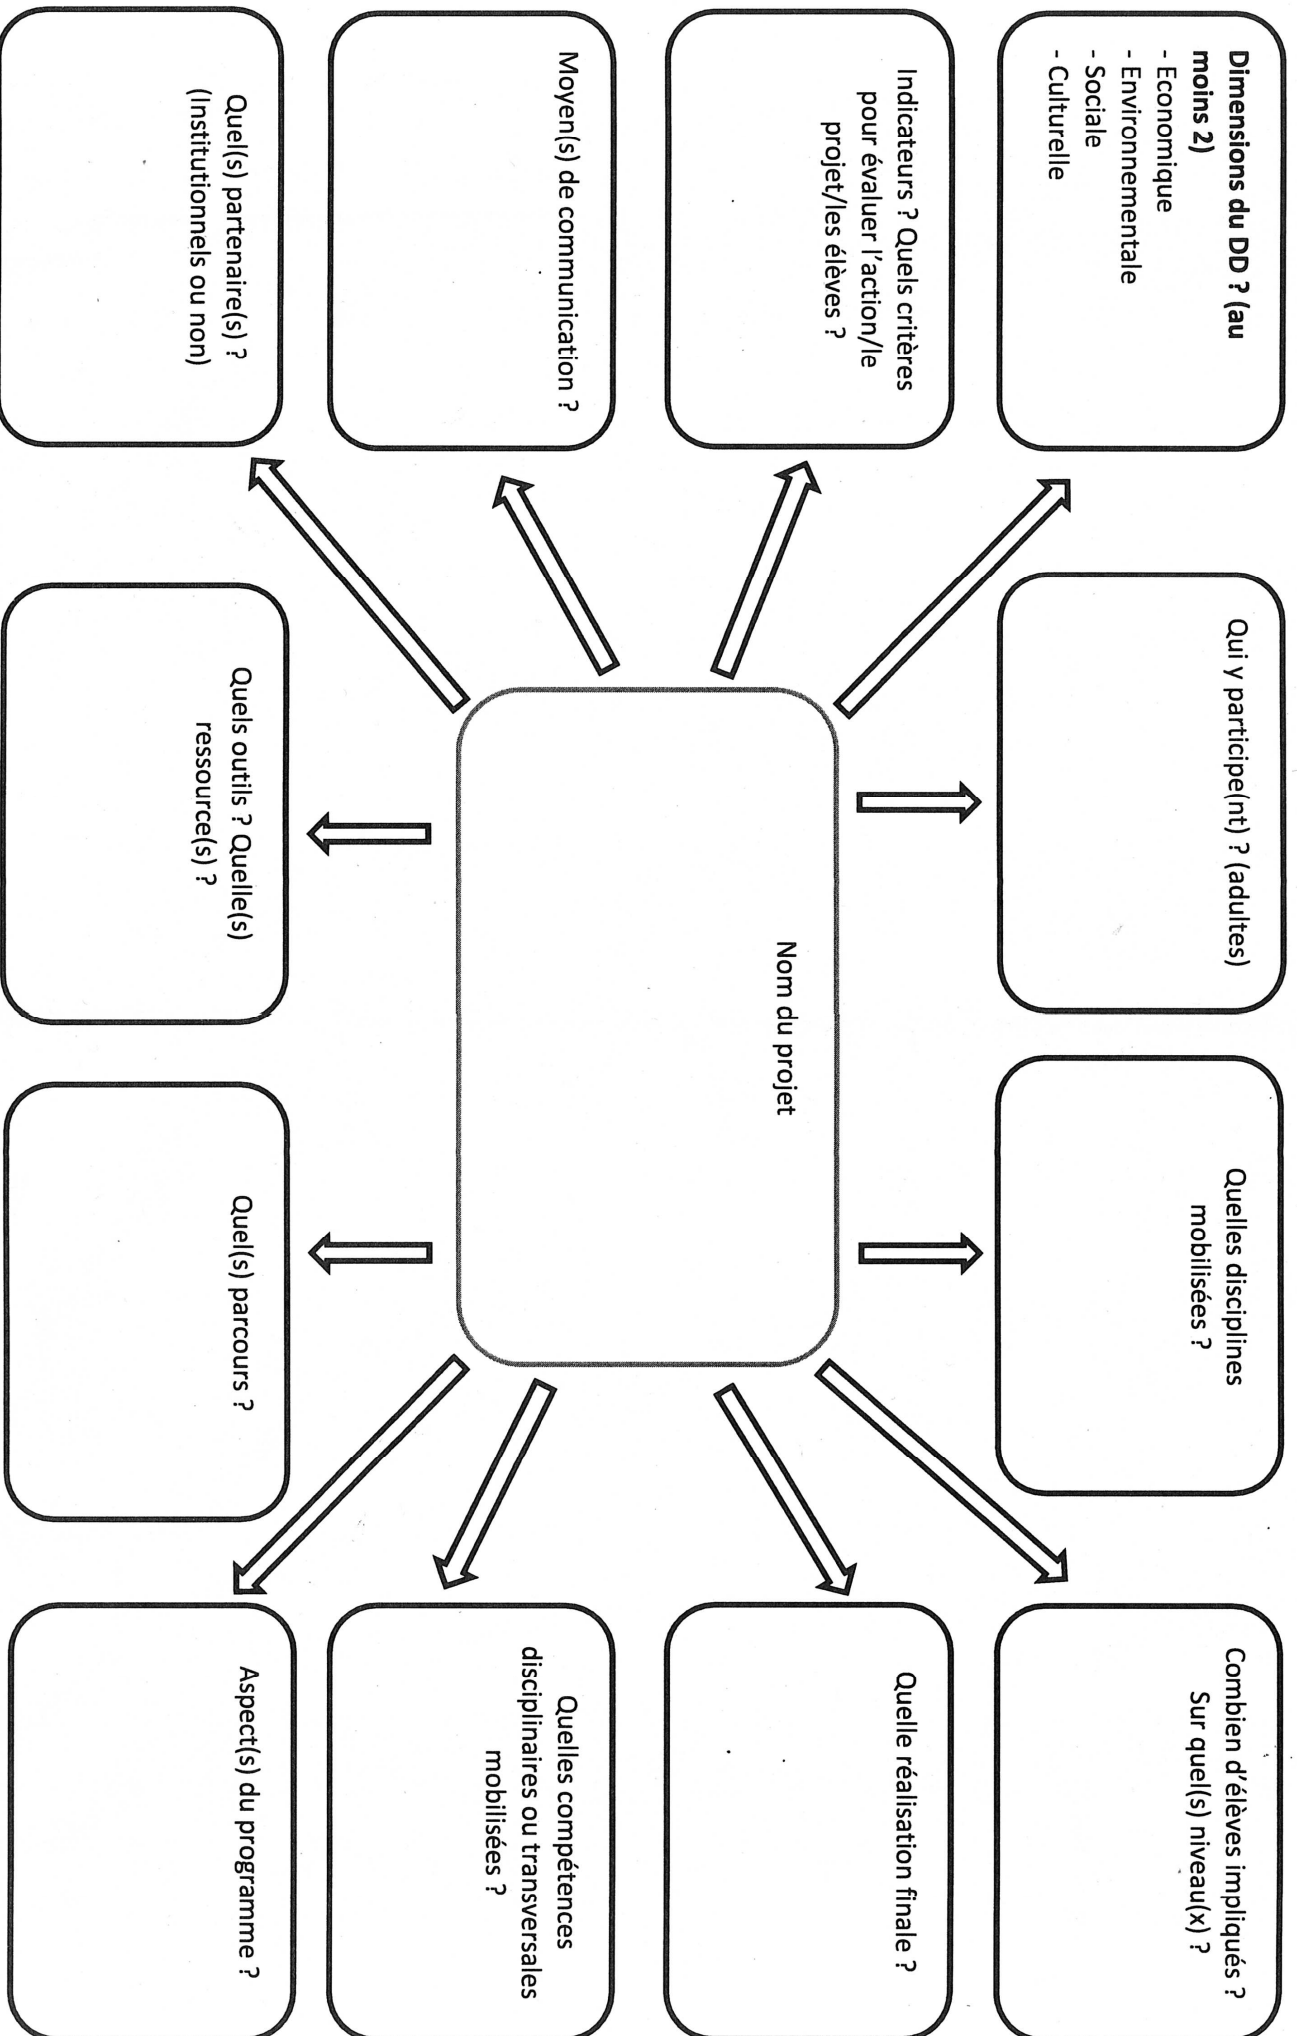 Dimensions du DD ? (au
moins 2)
- Economique
- Environnementale
- Sociale
- Culturelle
Qui y participe(nt) ? (adultes)
Quelles disciplines
mobilisées ?
Combien d'élèves impliqués ?
Sur quel(s) niveau(x) ?
Indicateurs ? Quels critères
pour évaluer l'action/le
projet/les élèves ?
Nom du projet
Quelle réalisation finale ?
Moyen(s) de communication ?
Quelles compétences
disciplinaires ou transversales
mobilisées ?
Quel(s) partenaire(s) ?
(Institutionnels ou non)
Quels outils ? Quelle(s)
ressource(s) ?
Quel(s) parcours ?
Aspect(s) du programme ?